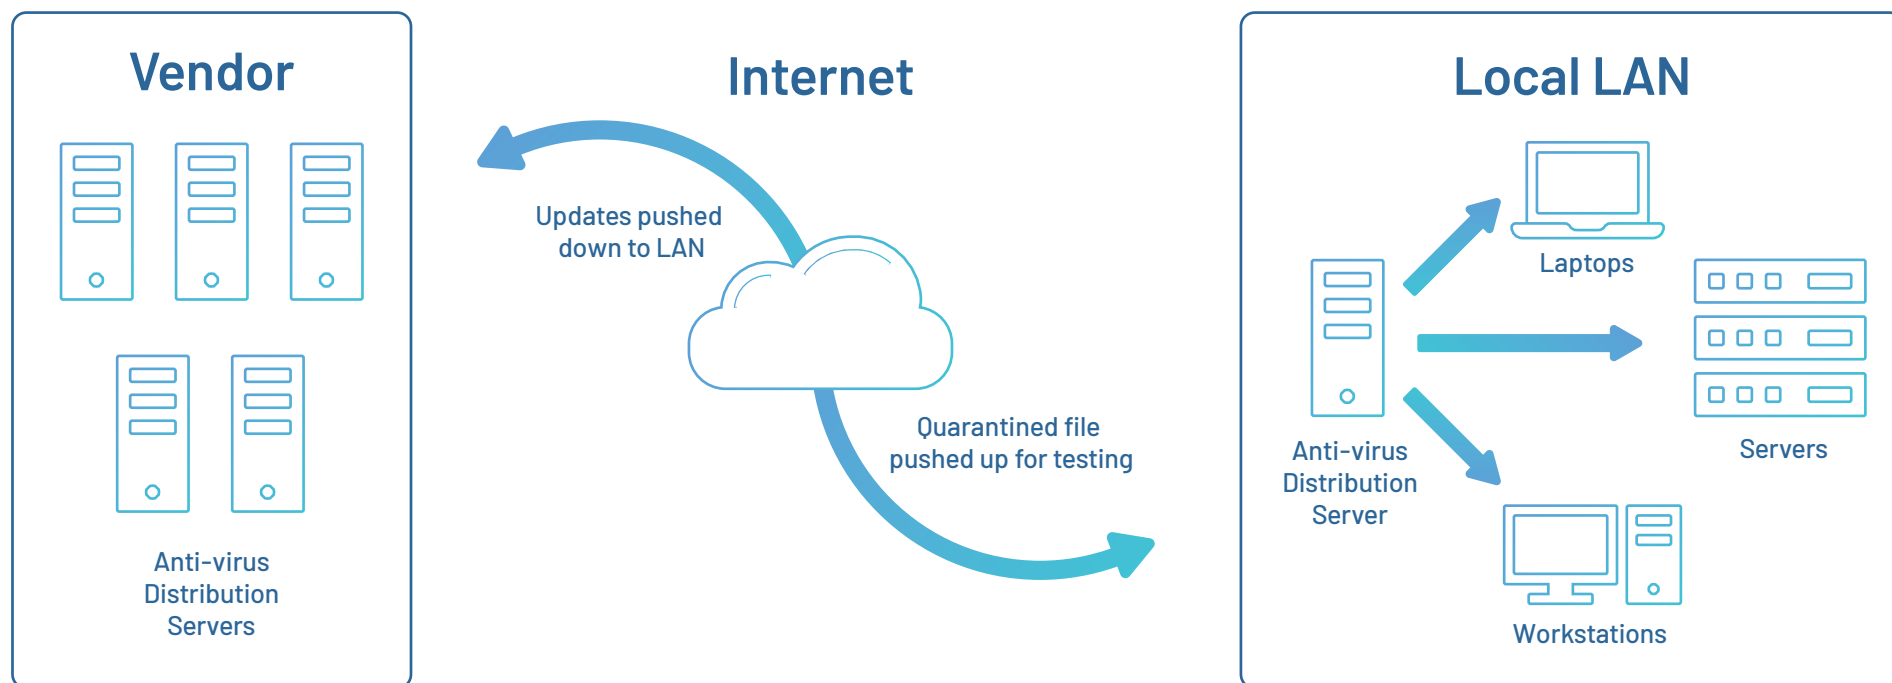 Vendor
Anti-virus
Distribution
Servers
Internet
Updates pushed
down to LAN
Quarantined file
pushed up for testing
Local LAN
Laptops
Anti-virus
Distribution
Server
Servers
Workstations